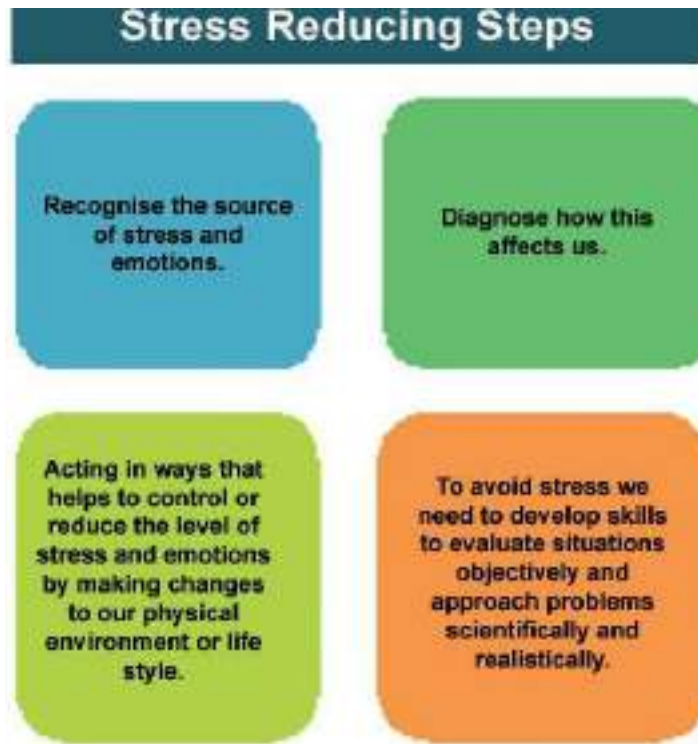 Stress Reducing Steps
Recognise the source
of stress and
emotions.
Diagnose how this
affects us.
Acting in ways that
helps to control or
reduce the level of
stress and emotions
by making changes
to our physical
environment or life
style.
To avoid stress we
need to develop skills
to evaluate situations
objectively and
approach problems
scientifically and
realistically.